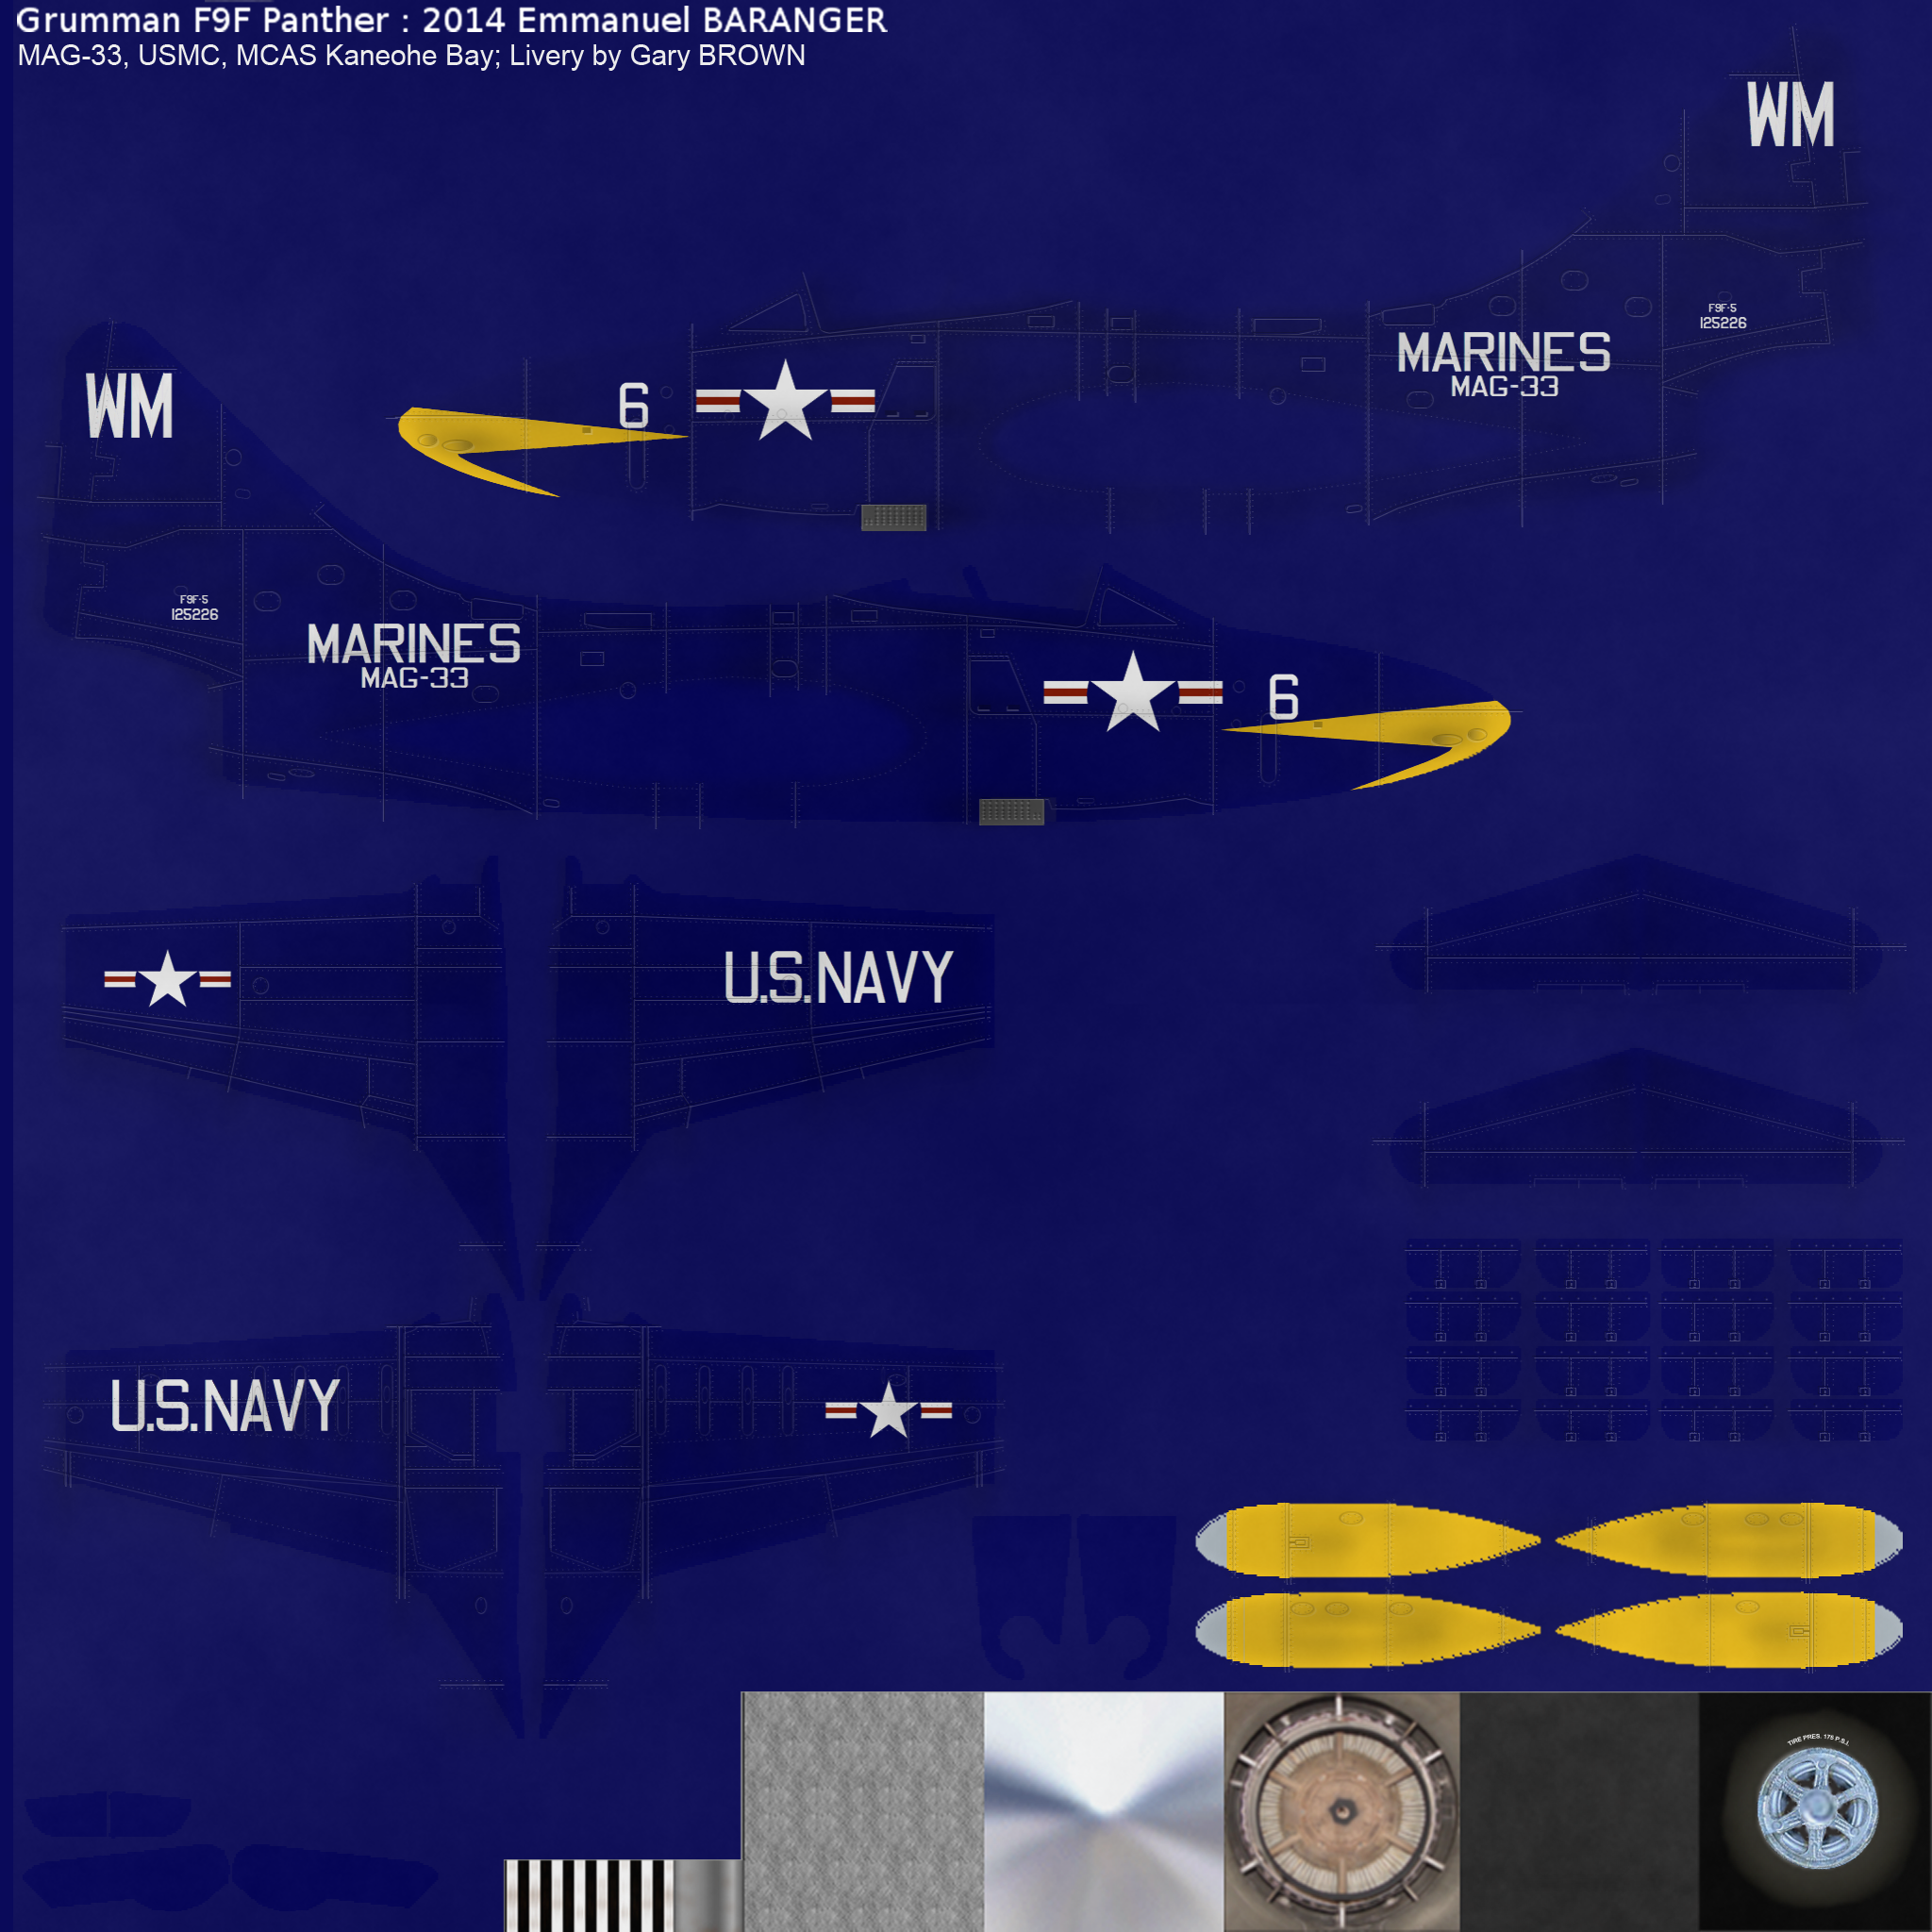 Grumman F9F Panther : 2014 Emmanuel BARANGER
MAG-33, USMC, MCAS Kaneohe Bay; Livery by Gary BROWN
WM
F9F-5
125226
MARINES
MAG-33
6
WM
6
F9F-5
125226
MARINES
MAG-33
U.S.NAVY
U.S.NAVY
TIRE PRES. 175 P.S.I.